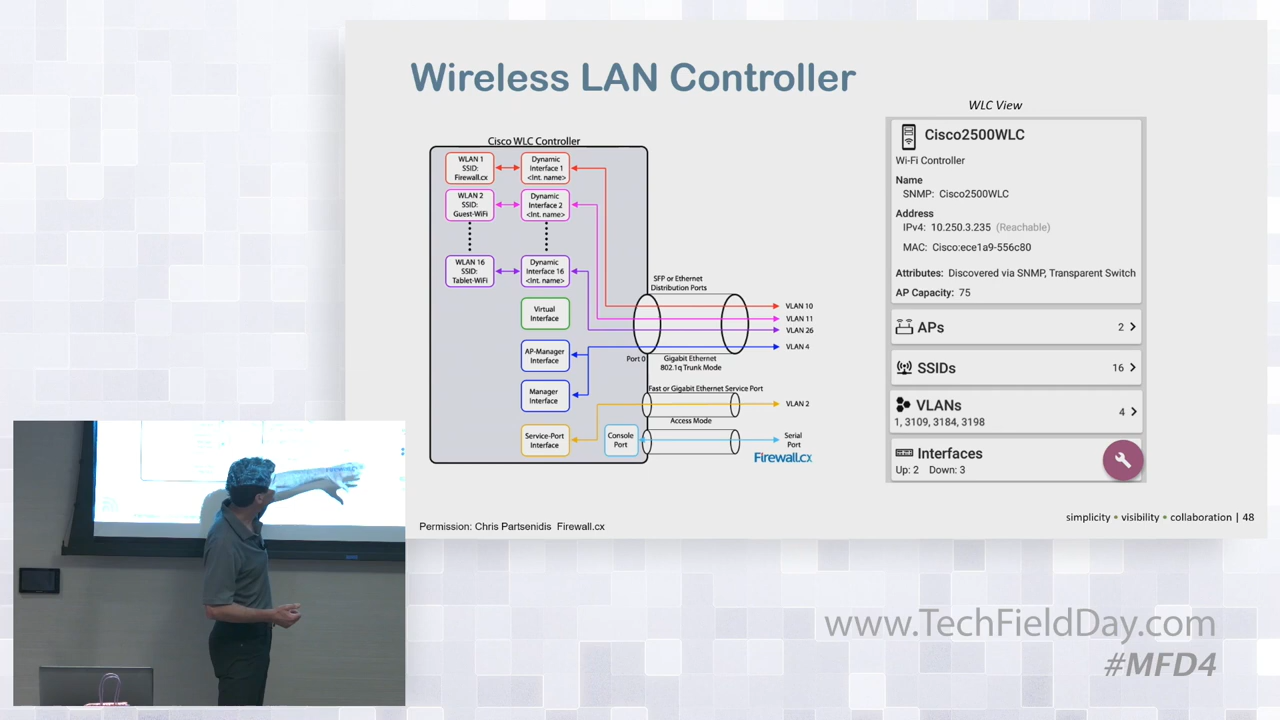 Wireless LAN Controller
Cisco WLC Controller
WLAN 1
SSID:
Firewall.cx
Dynamic
Interface 1
<Int. name>
WLAN 2
SSID:
Guest-WiFi
Dynamic
Interface 2
<Int. name>
WLAN 16
SSID:
Tablet-WiFi
Dynamic
Interface 16
<Int. name>
Virtual
Interface
AP-Manager
Interface
Manager
Interface
Service-Port
Interface
Console
Port
SFP or Ethernet
Distribution Ports
VLAN 10
VLAN 11
VLAN 26
VLAN 4
Port 0
Gigabit Ethernet
802.1q Trunk Mode
Fast or Gigabit Ethernet Service Port
VLAN 2
Access Mode
Serial
Port
Firewall.cx
Permission: Chris Partsenidis Firewall.cx
WLC View
Cisco2500WLC
Wi-Fi Controller
Name
SNMP: Cisco2500WLC
Address
IPv4: 10.250.3.235 (Reachable)
MAC: Cisco:ece1a9-556c80
Attributes: Discovered via SNMP, Transparent Switch
AP Capacity: 75
APs 2
SSIDs 16
VLANs 4
1, 3109, 3184, 3198
Interfaces
Up: 2 Down: 3
simplicity • visibility • collaboration | 48
www.TechFieldDay.com
#MFD4